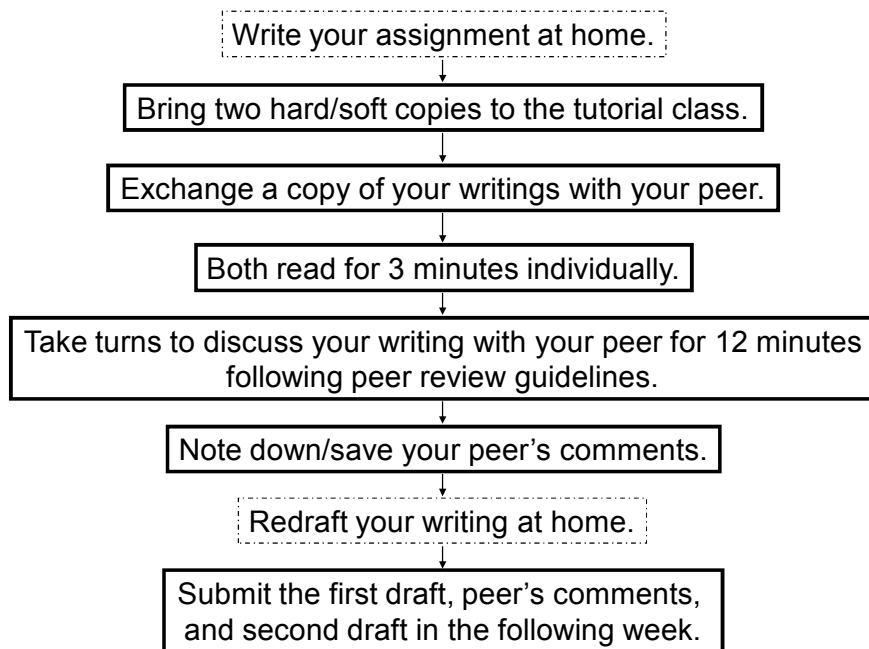 Write your assignment at home.
Bring two hard/soft copies to the tutorial class.
Exchange a copy of your writings with your peer.
Both read for 3 minutes individually.
Take turns to discuss your writing with your peer for 12 minutes
following peer review guidelines.
Note down/save your peer’s comments.
Redraft your writing at home.
Submit the first draft, peer’s comments,
and second draft in the following week.